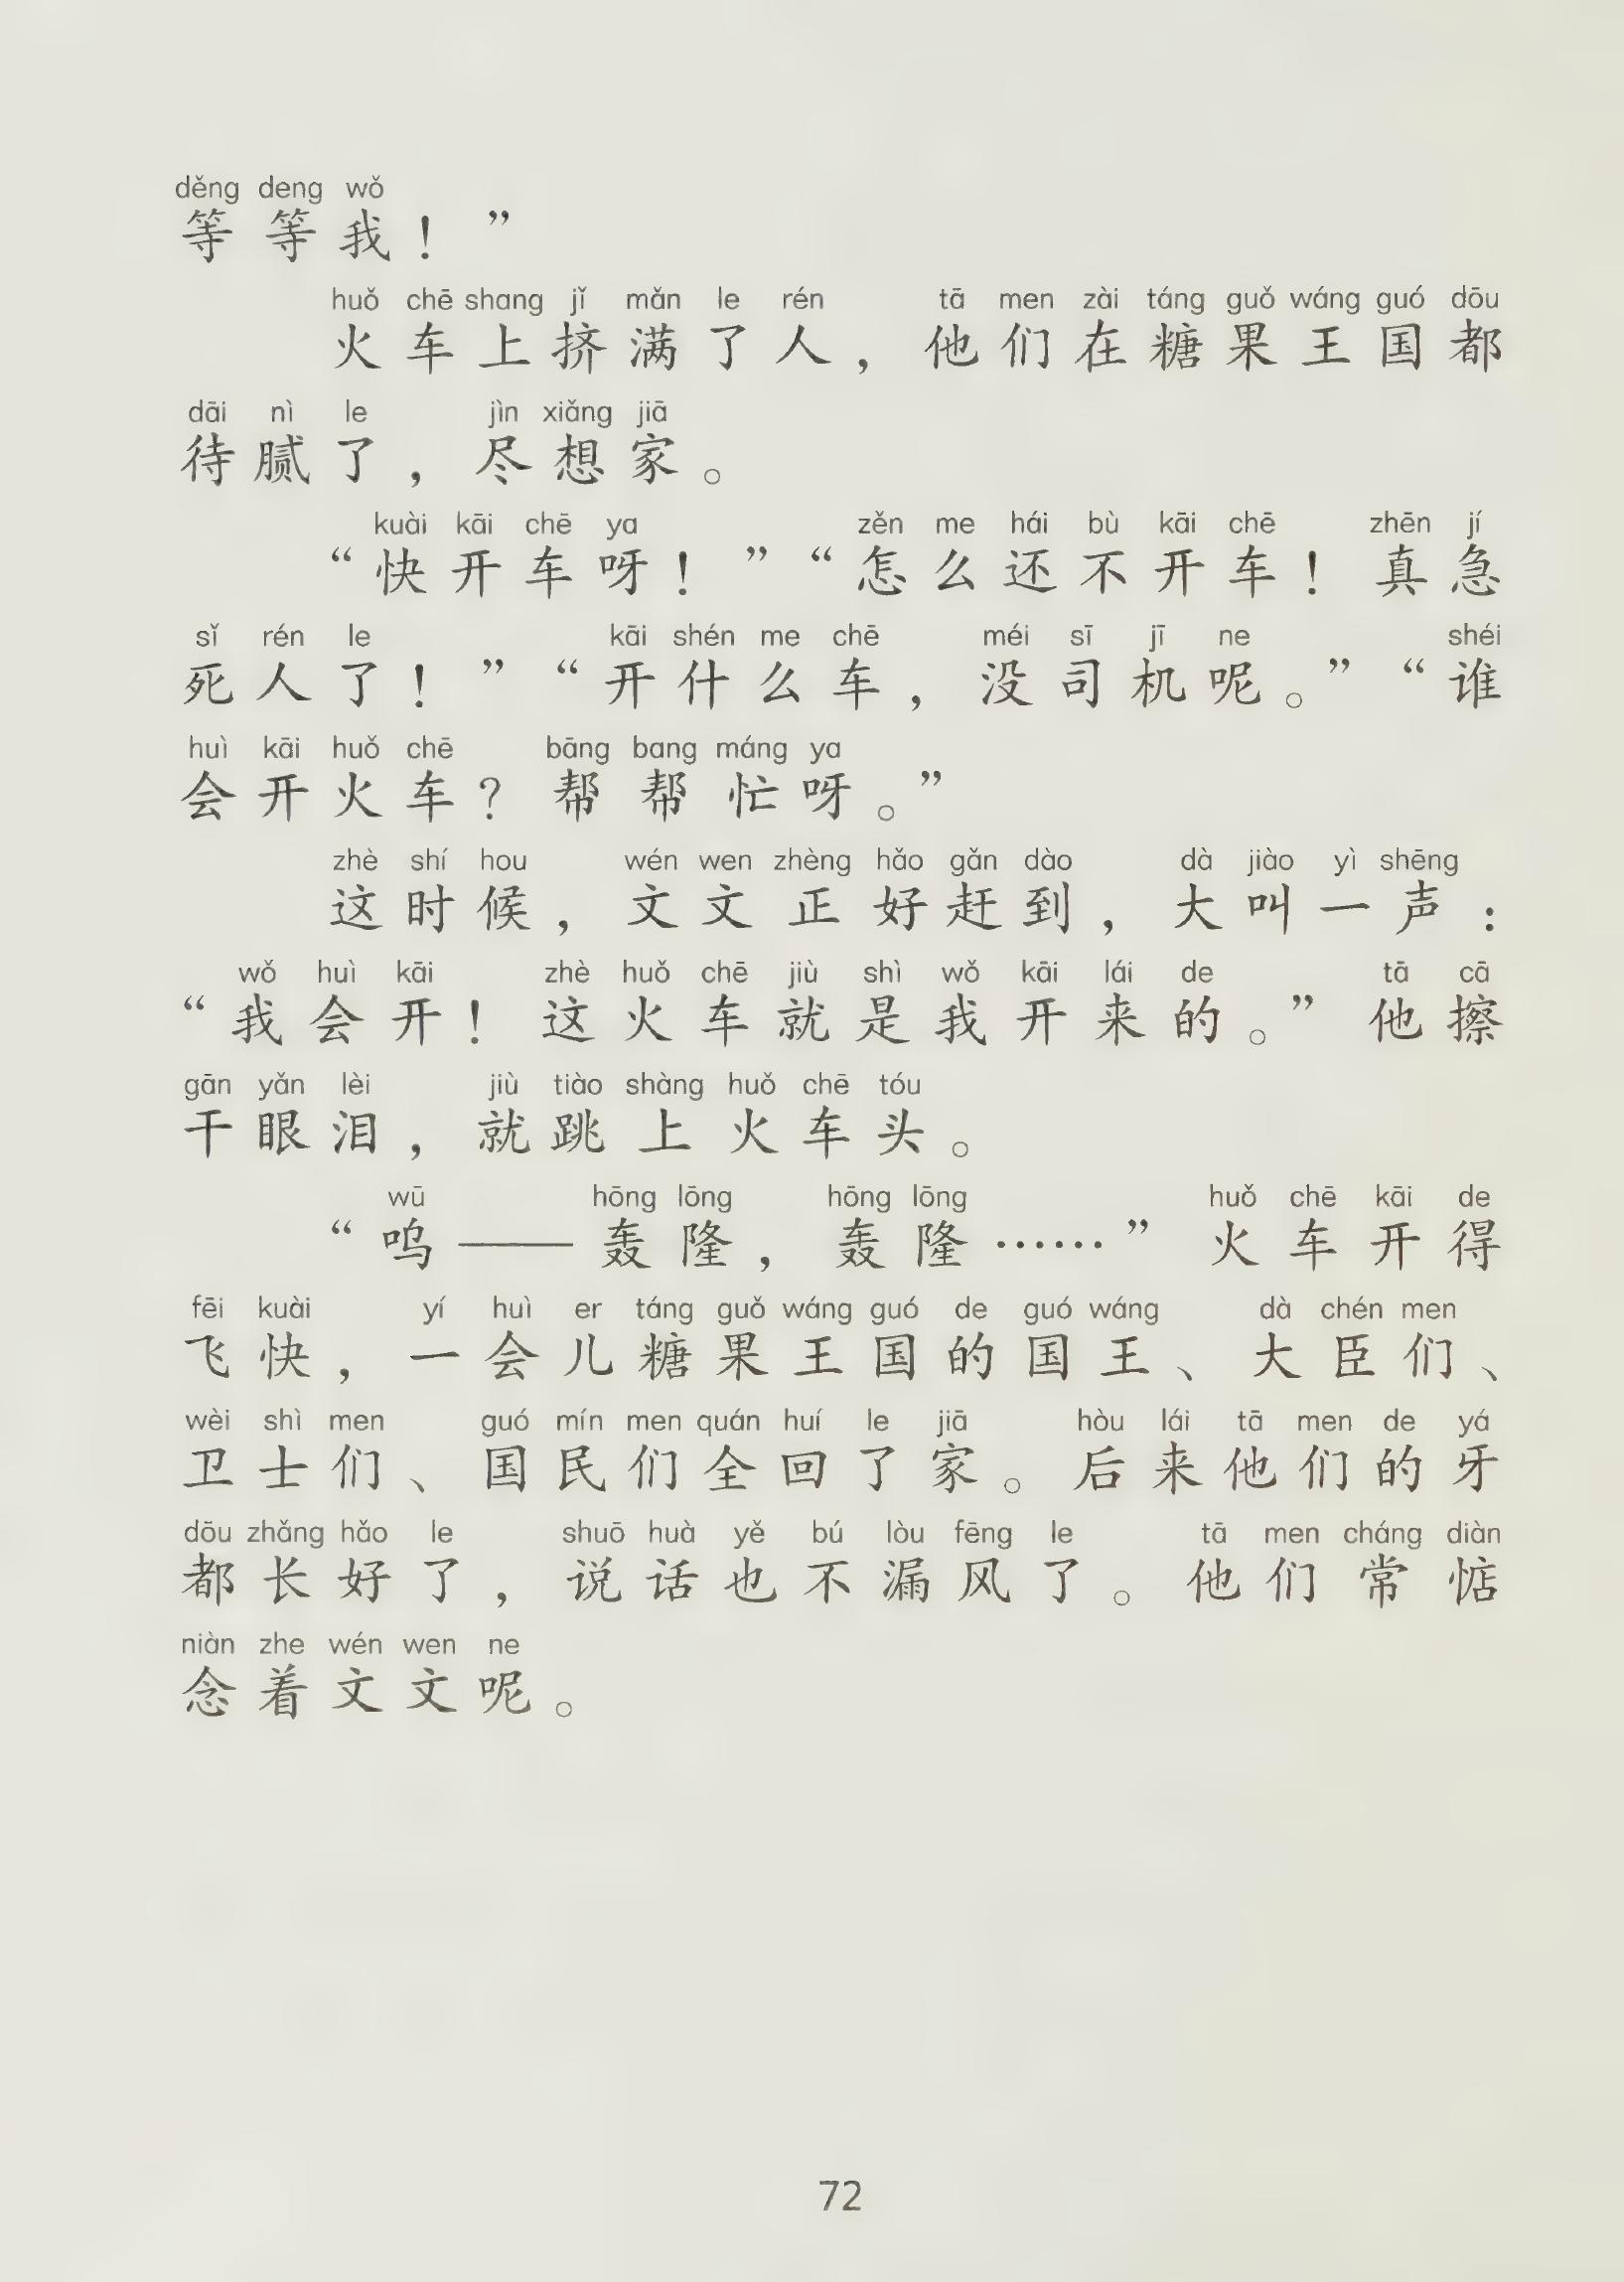 děng deng wǒ
等等我！”
huǒ chē shang jǐ mǎn le rén tā men zài táng guǒ wáng guó dōu
火车上挤满了人，他们在糖果王国都
dāi nì le jìn xiǎng jiā
待腻了，尽想家。
kuài kāi chē ya zěn me hái bù kāi chē zhēn jí
“快开车呀！”“怎么还不开车！真急
sǐ rén le kāi shén me chē méi sī jī ne shéi
死人了！”“开什么车，没司机呢。”“谁
huì kāi huǒ chē bāng bang máng ya
会开火车？帮帮忙呀。”
zhè shí hou wén wen zhèng hǎo gǎn dào dà jiào yì shēng
这时候，文文正好赶到，大叫一声：
wǒ huì kāi zhè huǒ chē jiù shì wǒ kāi lái de tā cā
“我会开！这火车就是我开来的。”他擦
gān yǎn lèi jiù tiào shàng huǒ chē tóu
干眼泪，就跳上火车头。
wū hōng lōng hōng lōng huǒ chē kāi de
“呜——轰隆，轰隆……”火车开得
fēi kuài yí huì er táng guǒ wáng guó de guó wáng dà chén men
飞快，一会儿糖果王国的国王、大臣们、
wèi shì men guó mín men quán huí le jiā hòu lái tā men de yá
卫士们、国民们全回了家。后来他们的牙
dōu zhǎng hǎo le shuō huà yě bú lòu fēng le tā men cháng diàn
都长好了，说话也不漏风了。他们常惦
niàn zhe wén wen ne
念着文文呢。
72